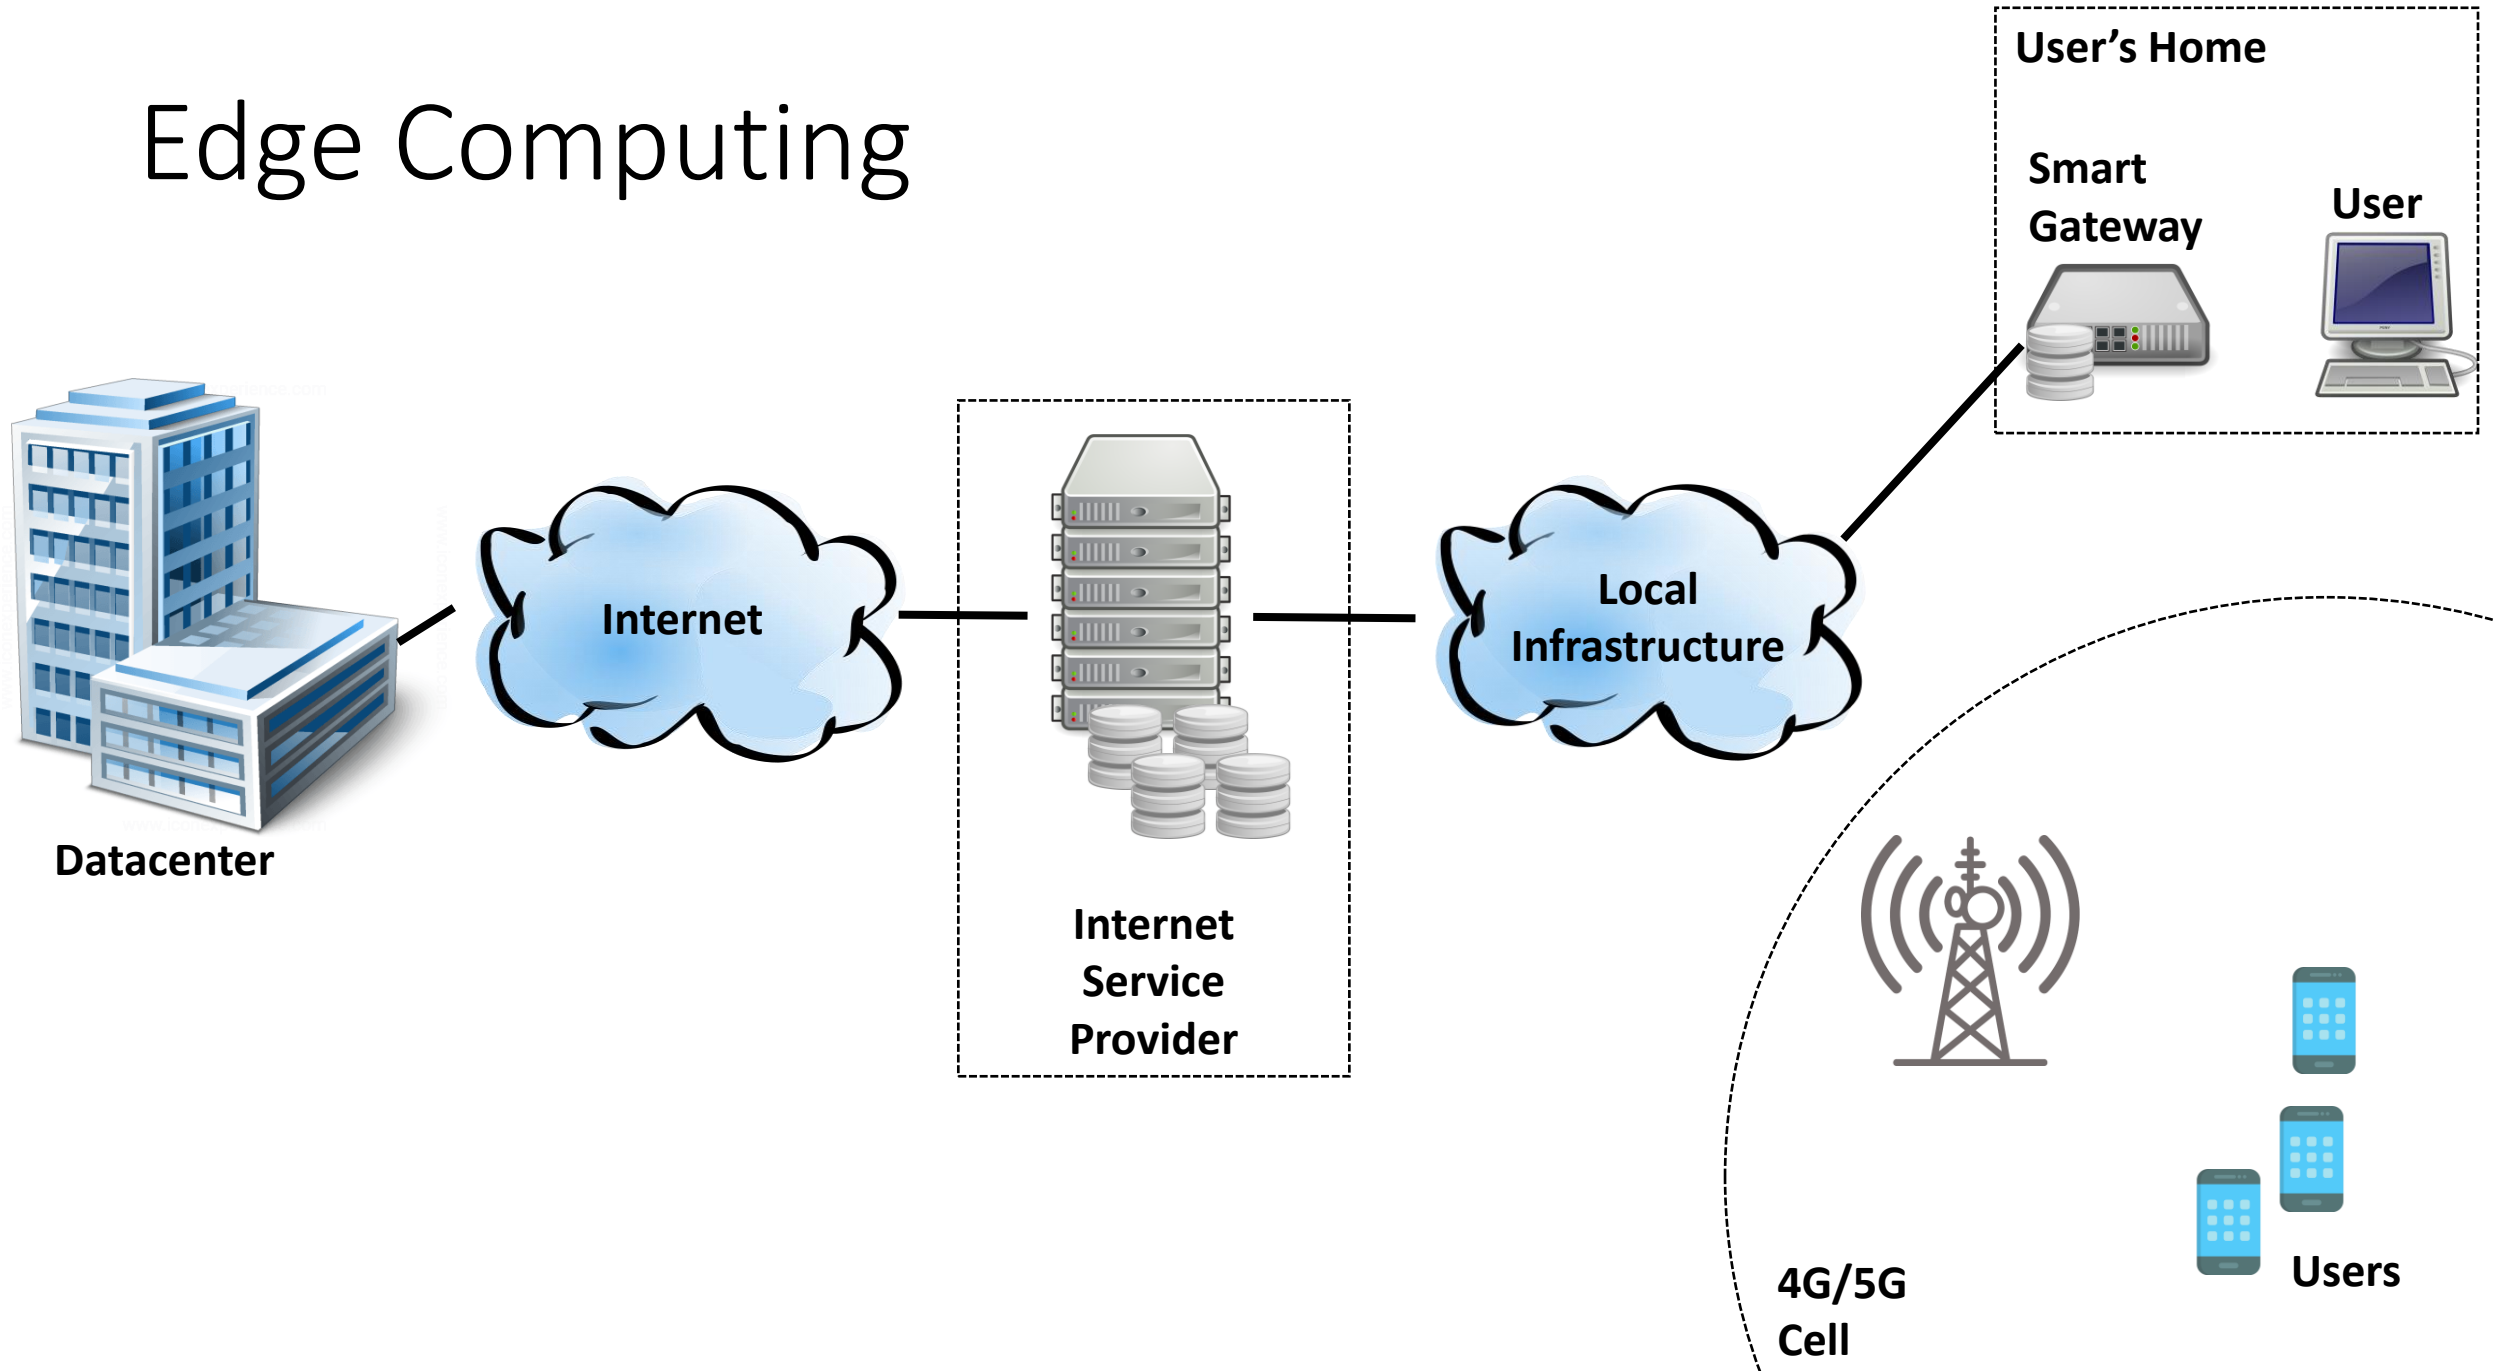 Edge Computing
User’s Home
Smart
Gateway
User
Internet
Local
Infrastructure
Datacenter
Internet
Service
Provider
Users
4G/5G
Cell